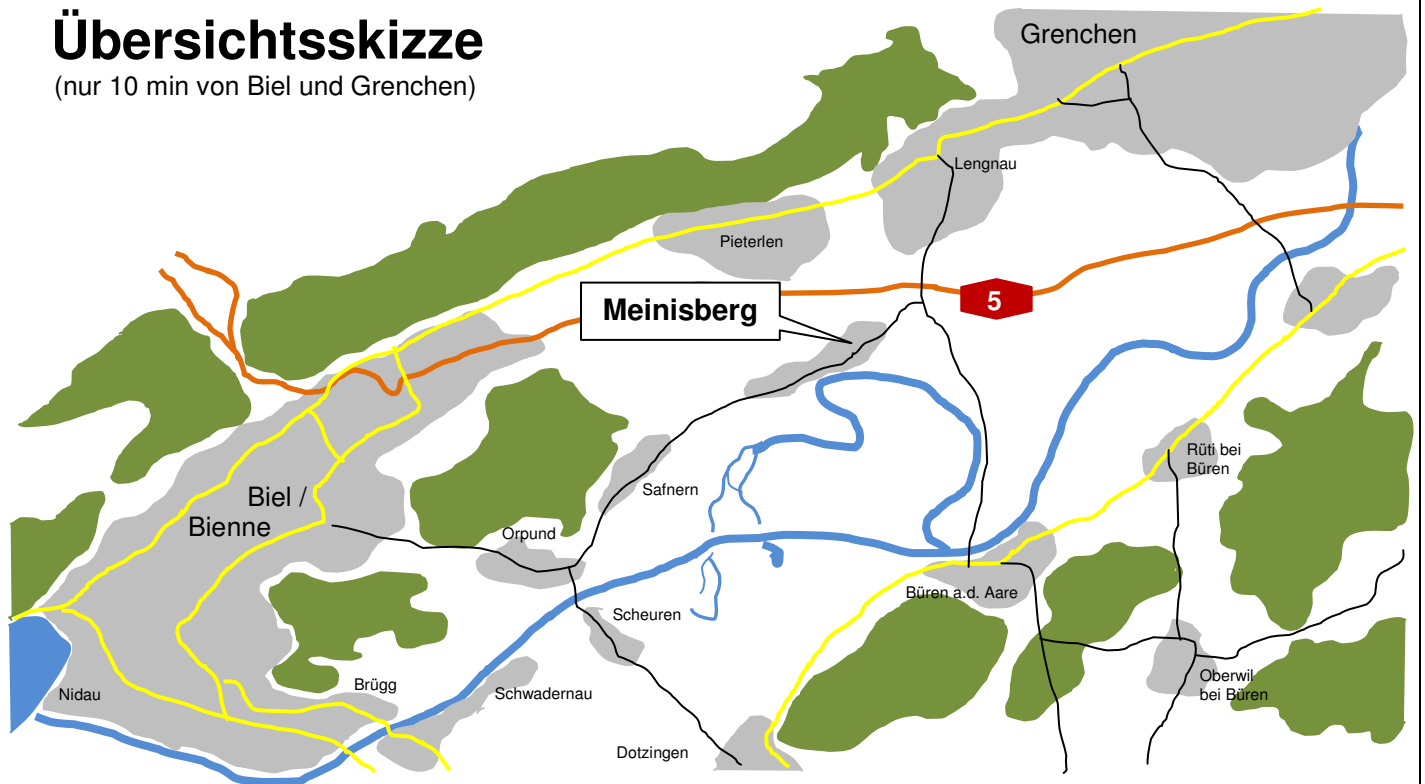 Übersichtsskizze
(nur 10 min von Biel und Grenchen)
Grenchen
Lengnau
Pieterlen
Meinisberg
5
Rüti bei
Büren
Safnern
Biel /
Bienne
Orpund
Büren a.d. Aare
Scheuren
Oberwil
bei Büren
Nidau
Brügg
Schwadernau
Dotzingen